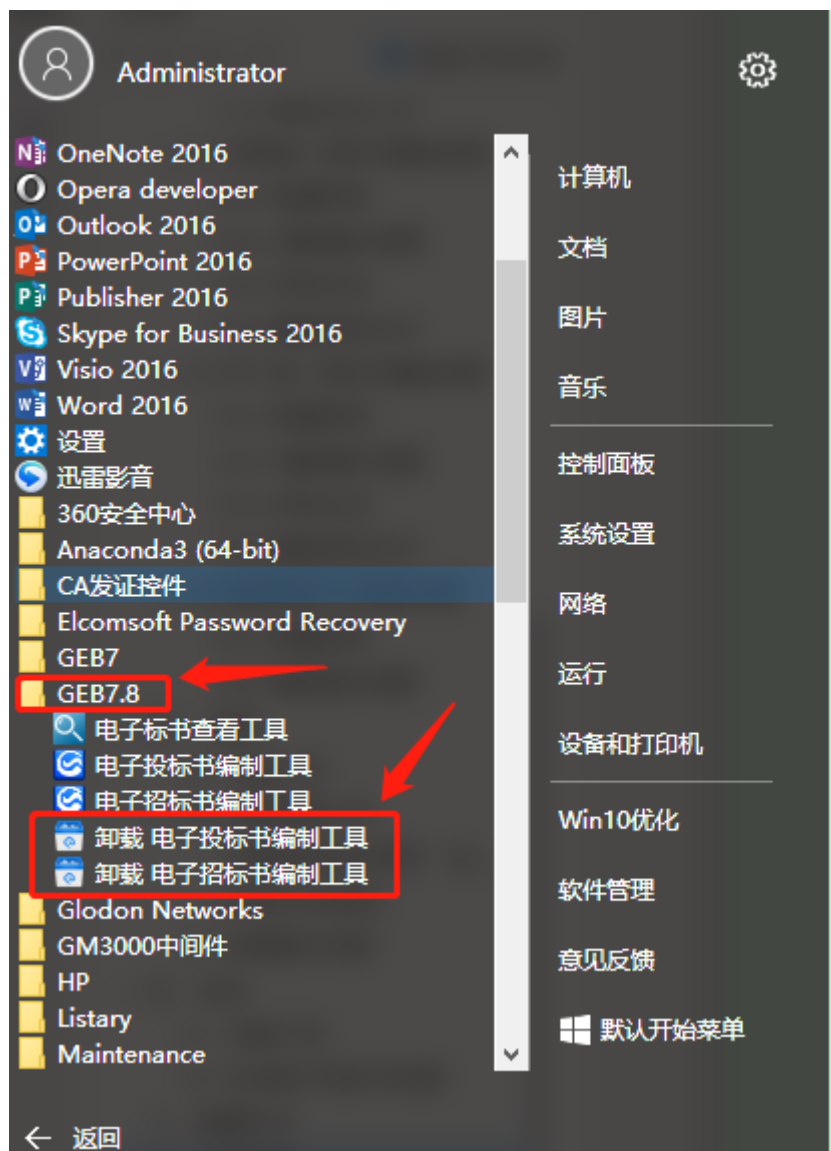 Administrator
OneNote 2016
Opera developer
Outlook 2016
PowerPoint 2016
Publisher 2016
Skype for Business 2016
Visio 2016
Word 2016
设置
迅雷影音
360安全中心
Anaconda3 (64-bit)
CA发证控件
Elcomsoft Password Recovery
GEB7
GEB7.8
电子标书查看工具
电子投标书编制工具
电子招标书编制工具
卸载 电子投标书编制工具
卸载 电子招标书编制工具
Glodon Networks
GM3000中间件
HP
Listary
Maintenance
返回
计算机
文档
图片
音乐
控制面板
系统设置
网络
运行
设备和打印机
Win10优化
软件管理
意见反馈
默认开始菜单